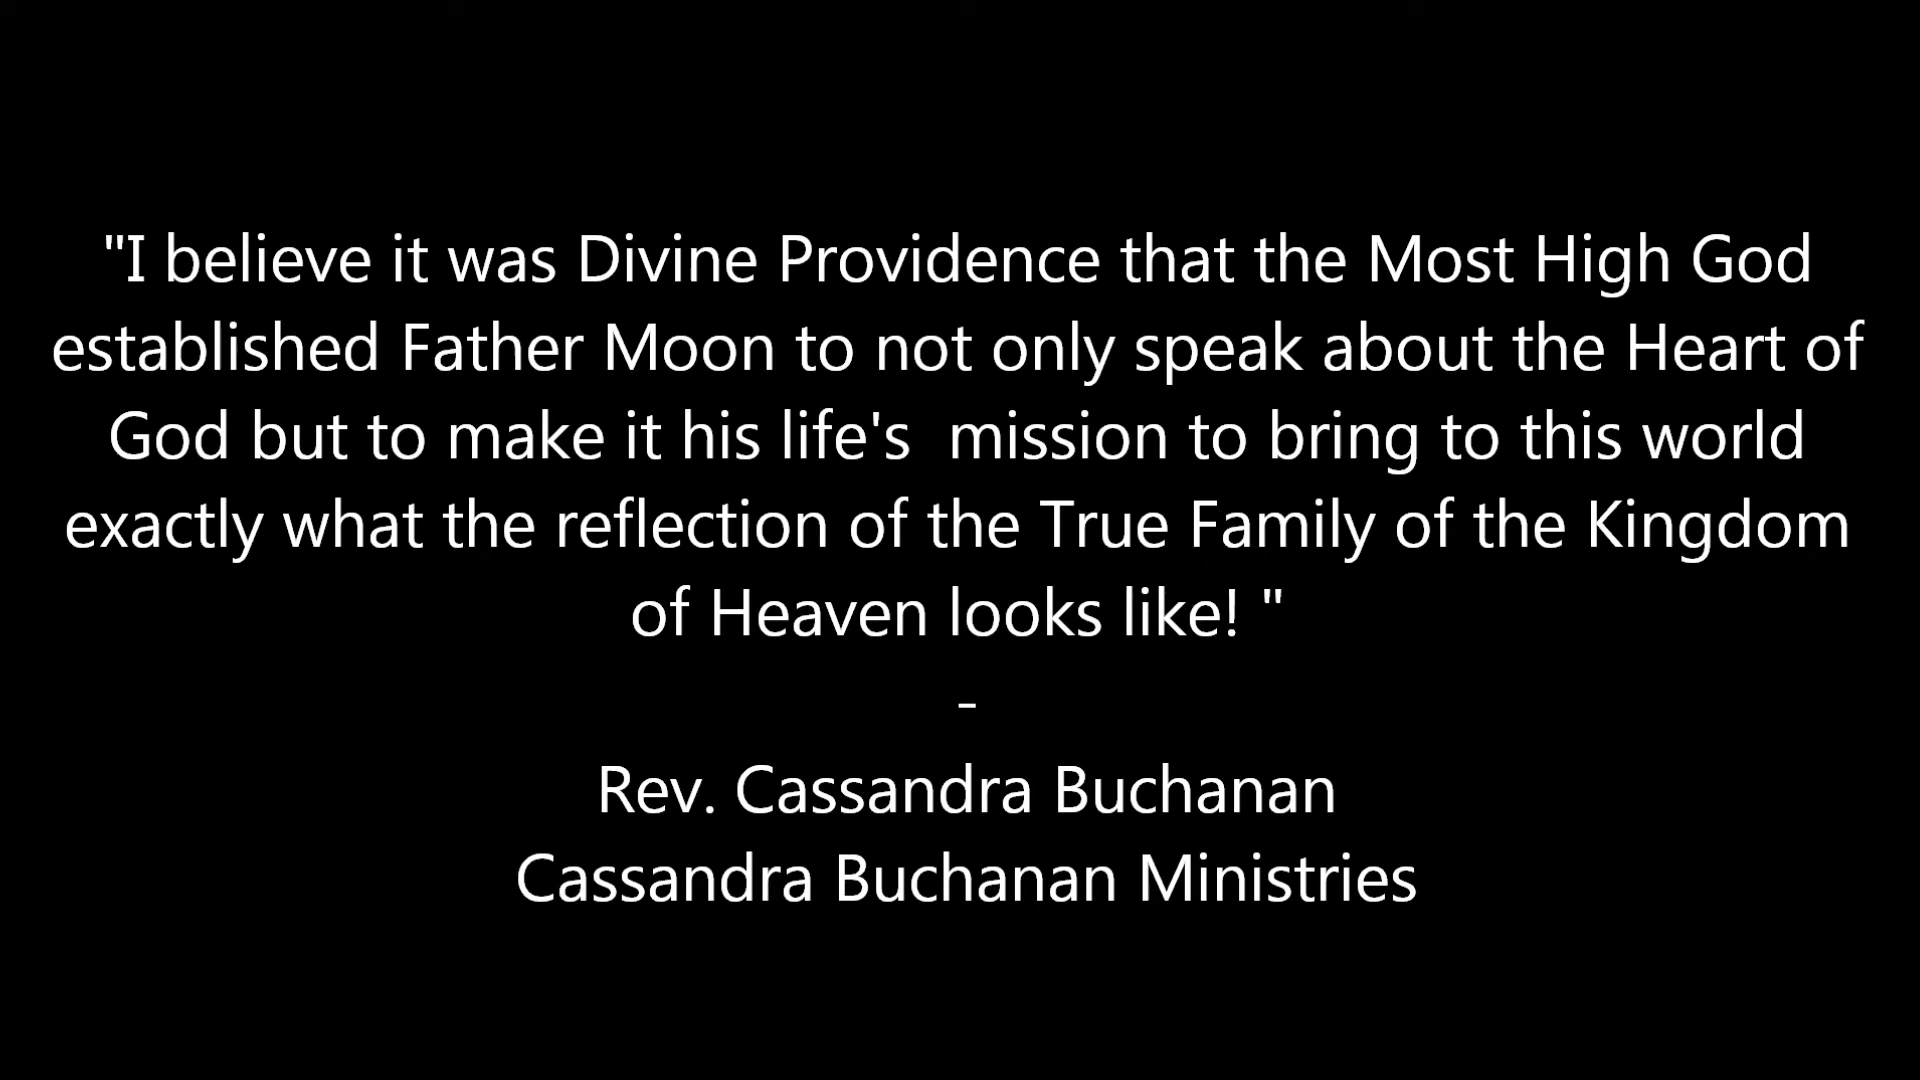 "I believe it was Divine Providence that the Most High God
established Father Moon to not only speak about the Heart of
God but to make it his life's  mission to bring to this world
exactly what the reflection of the True Family of the Kingdom
of Heaven looks like! "
-
Rev. Cassandra Buchanan
Cassandra Buchanan Ministries